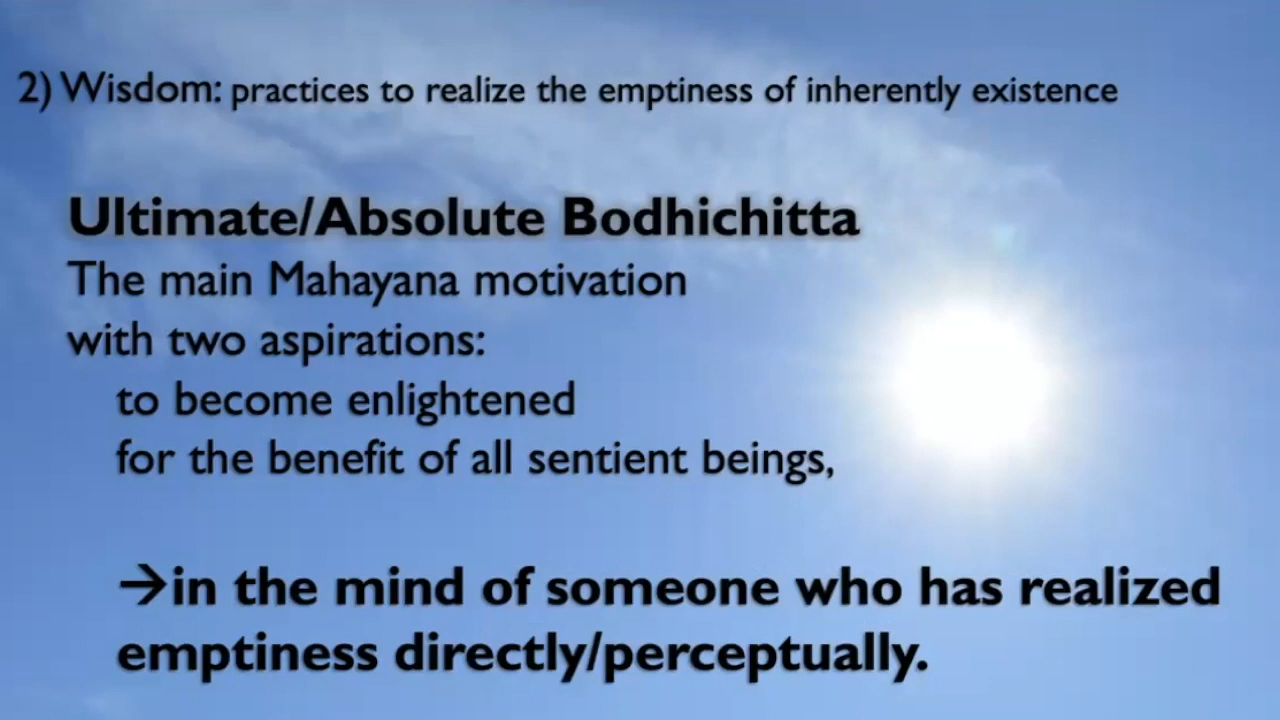 2) Wisdom: practices to realize the emptiness of inherently existence
Ultimate/Absolute Bodhichitta
The main Mahayana motivation
with two aspirations:
to become enlightened
for the benefit of all sentient beings,
→in the mind of someone who has realized
emptiness directly/perceptually.